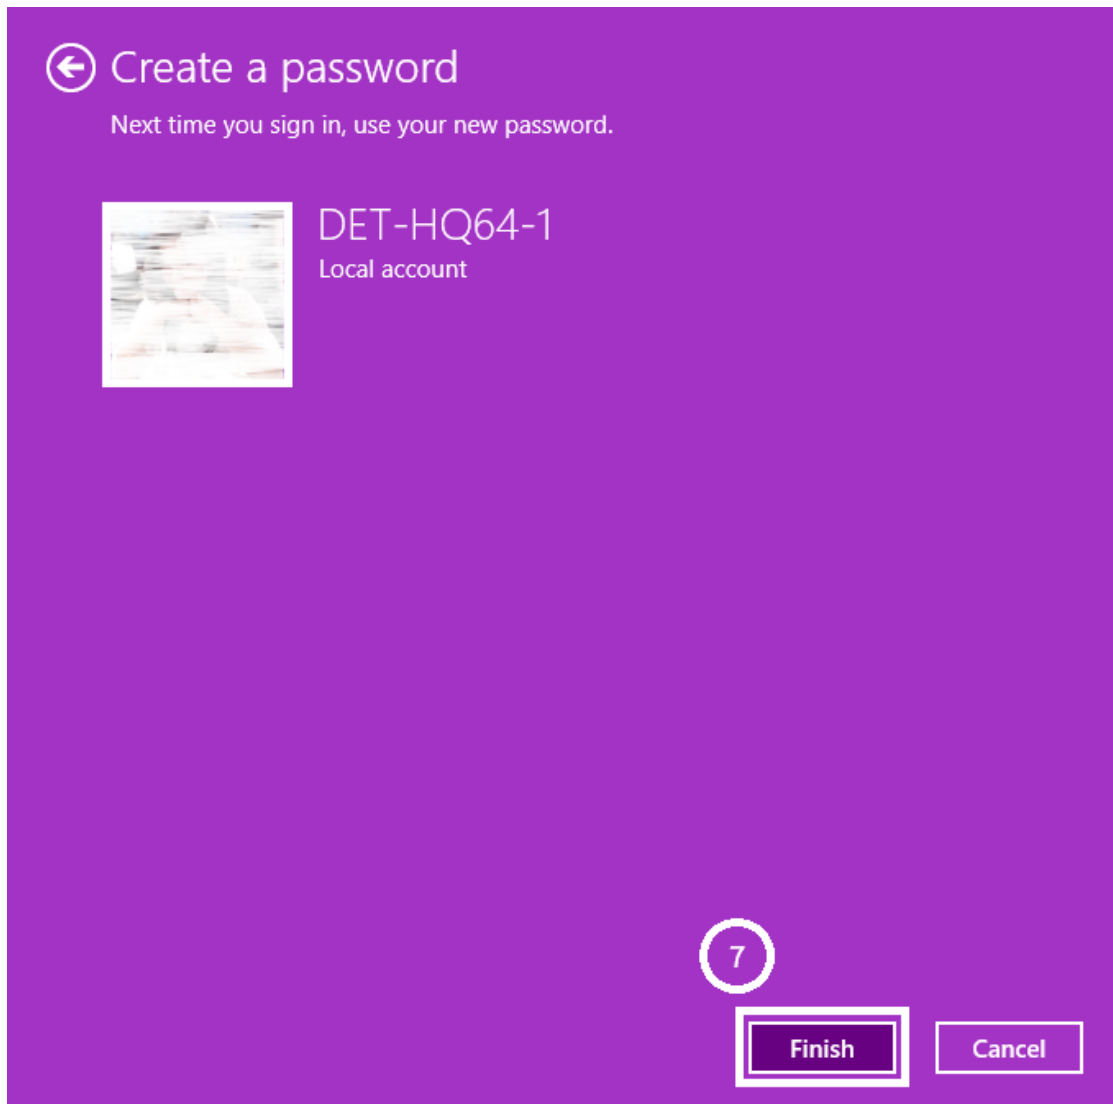 Create a password
Next time you sign in, use your new password.
DET-HQ64-1
Local account
7
Finish
Cancel